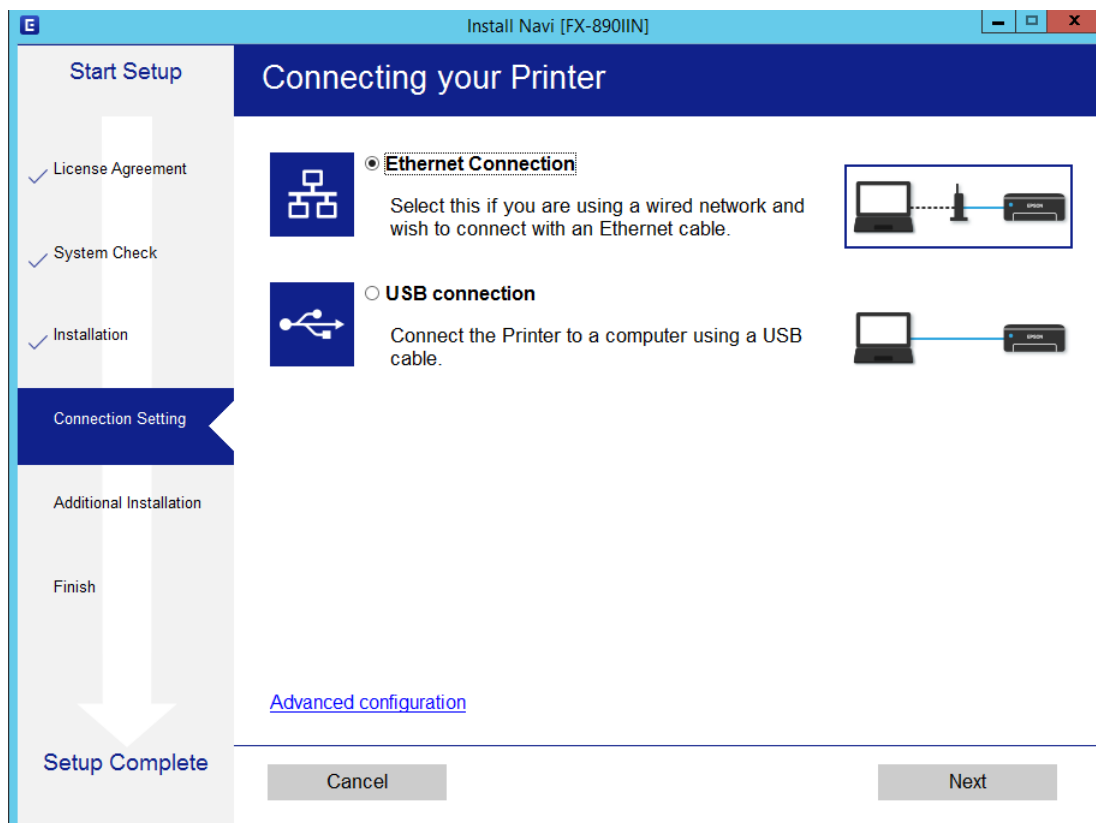 E
Install Navi [FX-890IIN]
Start Setup
License Agreement
System Check
Installation
Connection Setting
Additional Installation
Finish
Setup Complete
Connecting your Printer
Ethernet Connection
Select this if you are using a wired network and
wish to connect with an Ethernet cable.
EPSON
USB connection
Connect the Printer to a computer using a USB
cable.
EPSON
Advanced configuration
Cancel
Next